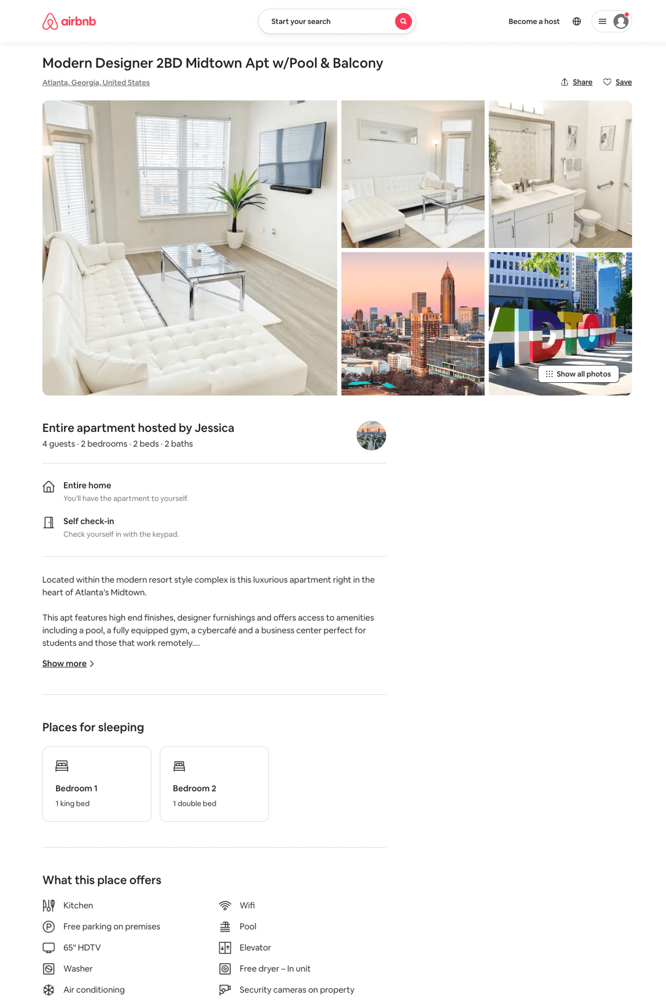 airbnb
Start your search
Become a host
Modern Designer 2BD Midtown Apt w/Pool & Balcony
Atlanta, Georgia, United States
Share
Save
MIDTOWN
Show all photos
Entire apartment hosted by Jessica
4 guests · 2 bedrooms · 2 beds · 2 baths
Entire home
You’ll have the apartment to yourself.
Self check-in
Check yourself in with the keypad.
Located within the modern resort style complex is this luxurious apartment right in the
heart of Atlanta’s Midtown.
This apt features high end finishes, designer furnishings and offers access to amenities
including a pool, a fully equipped gym, a cybercafé and a business center perfect for
students and those that work remotely....
Show more
Places for sleeping
Bedroom 1
1 king bed
Bedroom 2
1 double bed
What this place offers
Kitchen
Wifi
Free parking on premises
Pool
65" HDTV
Elevator
Washer
Free dryer – In unit
Air conditioning
Security cameras on property